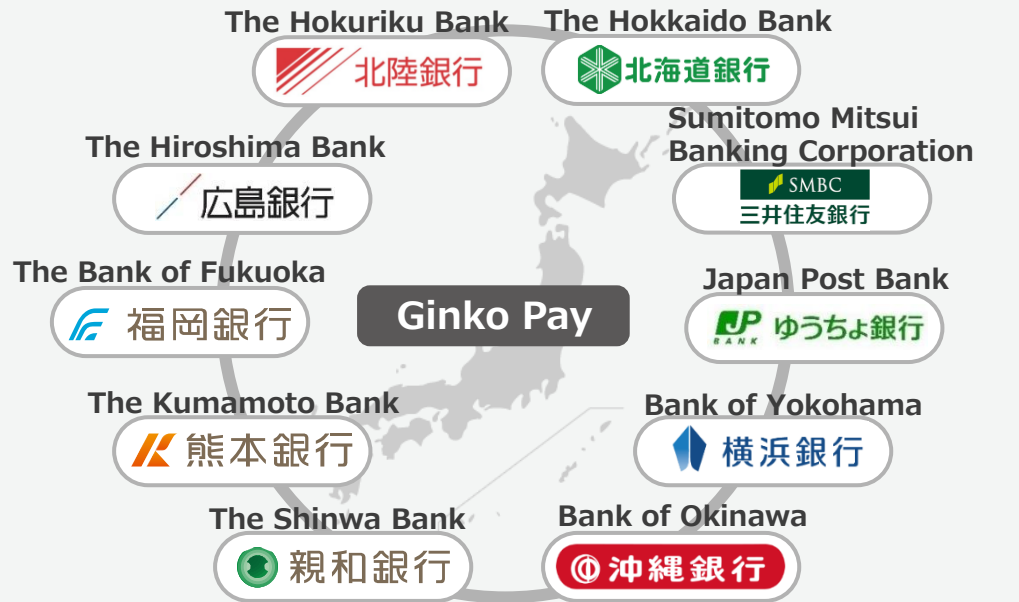 The Hokuriku Bank
北陸銀行
The Hokkaido Bank
北海道銀行
Sumitomo Mitsui
Banking Corporation
SMBC
三井住友銀行
The Hiroshima Bank
広島銀行
The Bank of Fukuoka
福岡銀行
Ginko Pay
Japan Post Bank
JP
BANK
ゆうちょ銀行
The Kumamoto Bank
熊本銀行
Bank of Yokohama
横浜銀行
The Shinwa Bank
親和銀行
Bank of Okinawa
沖縄銀行